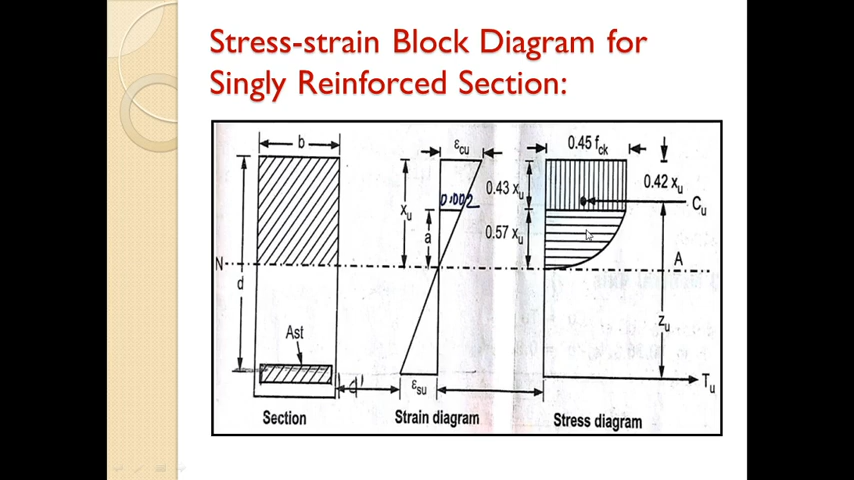 Stress-strain Block Diagram for
Singly Reinforced Section:
b
εcu
0.45 fck
0.43 xu
0.42 xu
0.002
Cu
xu
a
0.57 xu
N
A
d
zu
Ast
d'
εsu
Tu
Section
Strain diagram
Stress diagram